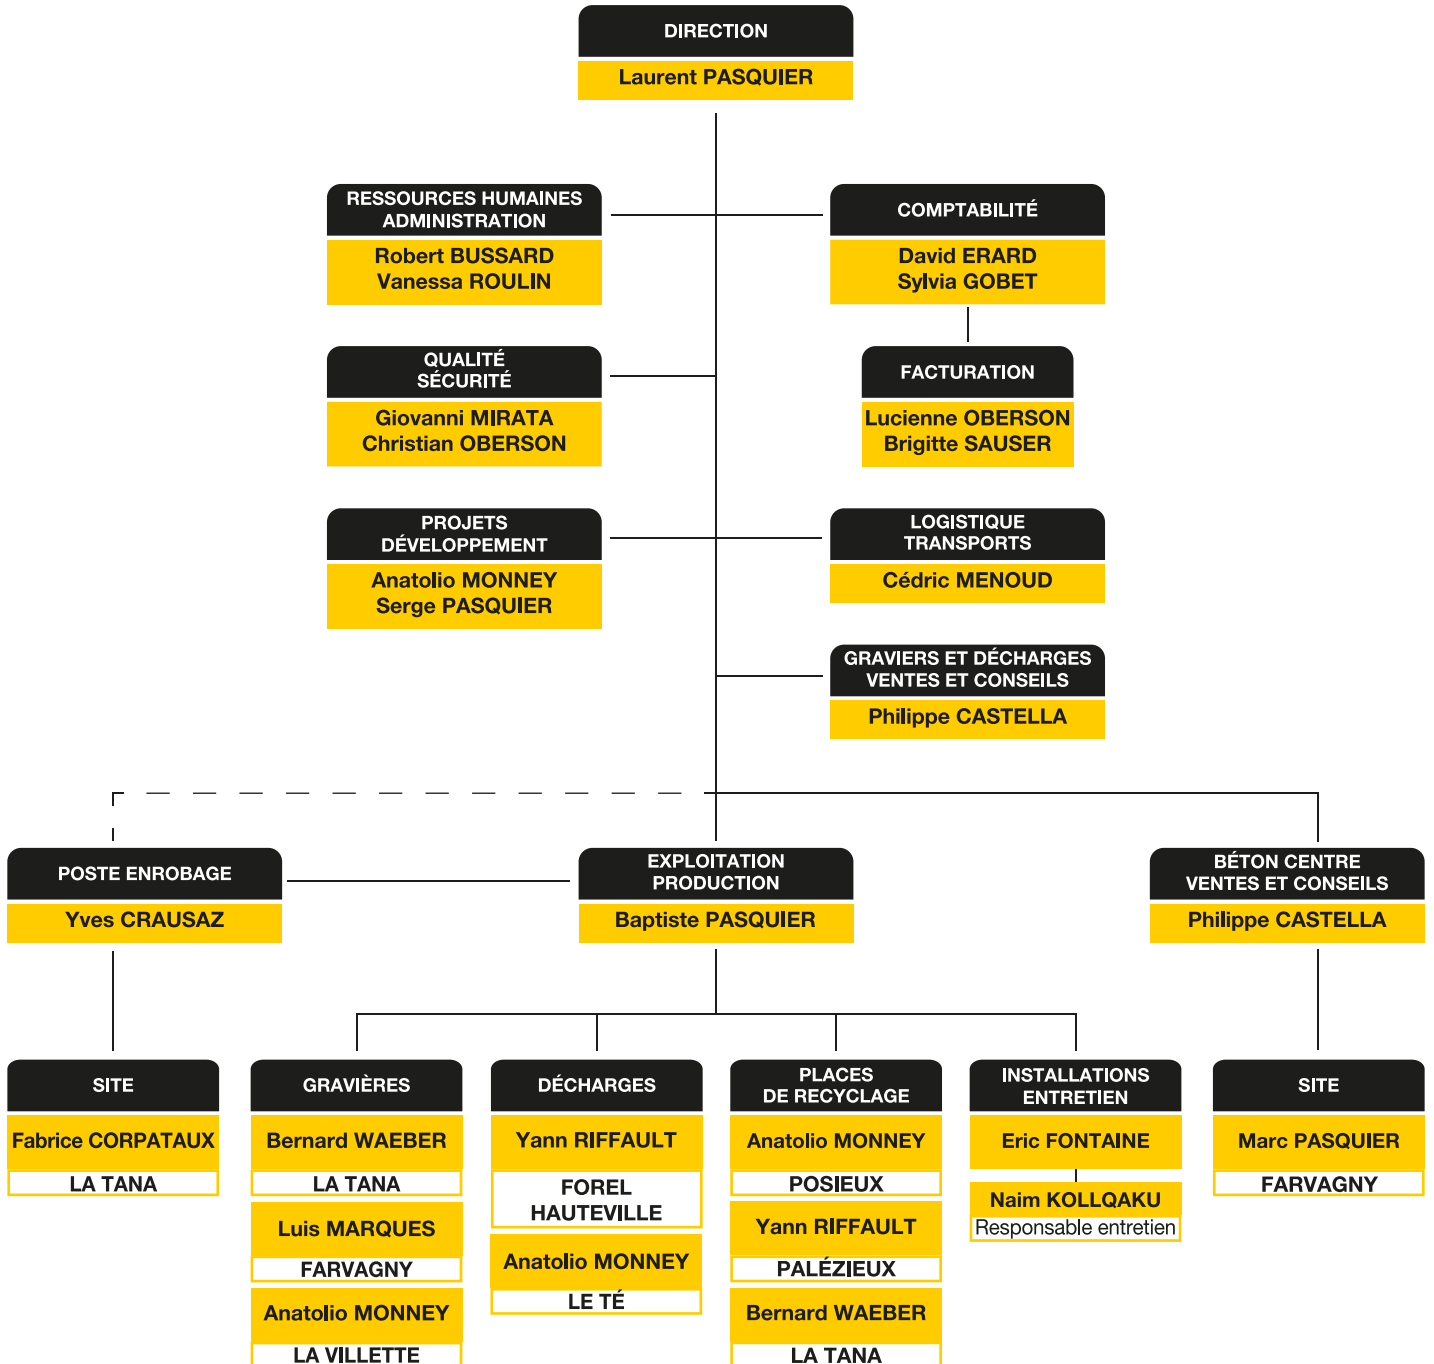 DIRECTION
Laurent PASQUIER
RESSOURCES HUMAINES
ADMINISTRATION
Robert BUSSARD
Vanessa ROULIN
COMPTABILITÉ
David ERARD
Sylvia GOBET
QUALITÉ
SÉCURITÉ
Giovanni MIRATA
Christian OBERSON
FACTURATION
Lucienne OBERSON
Brigitte SAUSER
PROJETS
DÉVELOPPEMENT
Anatolio MONNEY
Serge PASQUIER
LOGISTIQUE
TRANSPORTS
Cédric MENOUD
GRAVIERS ET DÉCHARGES
VENTES ET CONSEILS
Philippe CASTELLA
POSTE ENROBAGE
Yves CRAUSAZ
EXPLOITATION
PRODUCTION
Baptiste PASQUIER
BÉTON CENTRE
VENTES ET CONSEILS
Philippe CASTELLA
SITE
Fabrice CORPATAUX
LA TANA
GRAVIÈRES
Bernard WAEBER
LA TANA
Luis MARQUES
FARVAGNY
Anatolio MONNEY
LA VILLETTE
DÉCHARGES
Yann RIFFAULT
FOREL
HAUTEVILLE
Anatolio MONNEY
LE TÉ
PLACES
DE RECYCLAGE
Anatolio MONNEY
POSIEUX
Yann RIFFAULT
PALÉZIEUX
Bernard WAEBER
LA TANA
INSTALLATIONS
ENTRETIEN
Eric FONTAINE
Naim KOLLQAKU
Responsable entretien
SITE
Marc PASQUIER
FARVAGNY